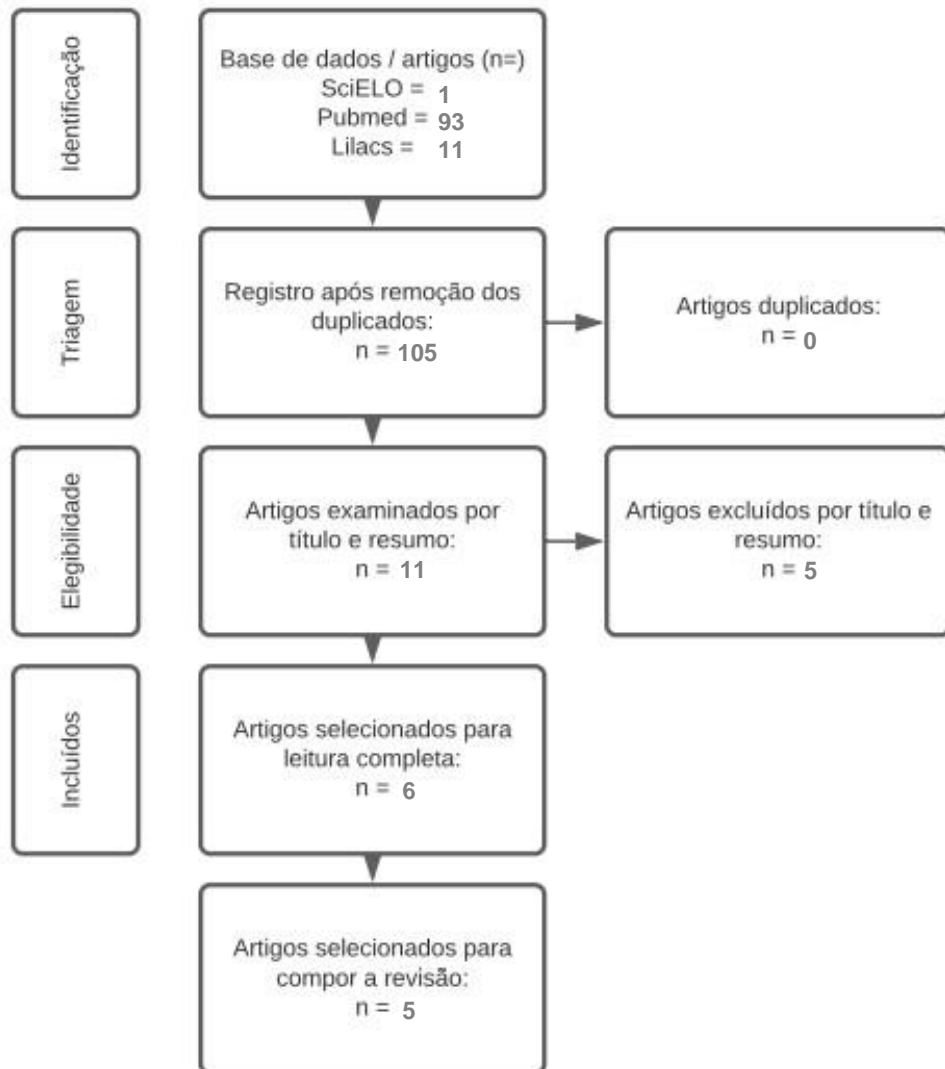 Identificação
Base de dados / artigos (n=)
SciELO = 1
Pubmed = 93
Lilacs = 11
Triagem
Registro após remoção dos
duplicados:
n = 105
Artigos duplicados:
n = 0
Elegibilidade
Artigos examinados por
título e resumo:
n = 11
Artigos excluídos por título e
resumo:
n = 5
Incluídos
Artigos selecionados para
leitura completa:
n = 6
Artigos selecionados para
compor a revisão:
n = 5